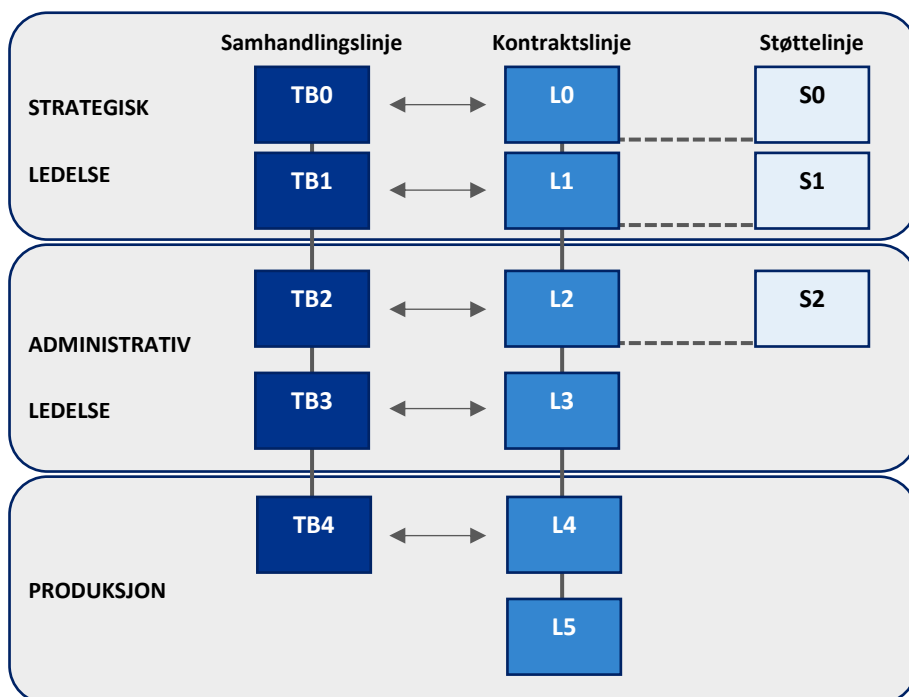 Samhandlingslinje Kontraktslinje Støttelinje
TB0 L0 S0
STRATEGISK
LEDELSE
TB1 L1 S1
TB2 L2 S2
ADMINISTRATIV
LEDELSE
TB3 L3
TB4 L4
PRODUKSJON
L5